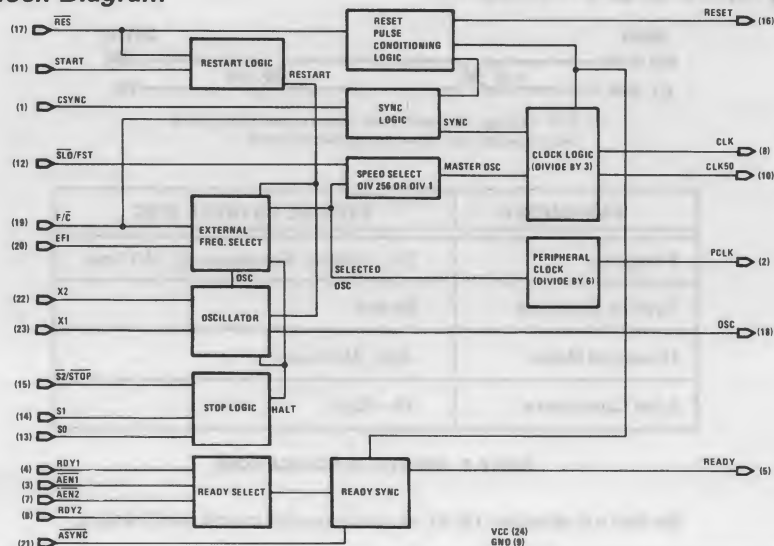 ock Diagram
(17) RES
(11) START
(1) CSYNC
(12) SLO/FST
(19) F/C
(20) EFI
(22) X2
(23) X1
(15) S2/STOP
(14) S1
(13) S0
(4) RDY1
(3) AEN1
(7) AEN2
(8) RDY2
(21) ASYNC
RESTART LOGIC
RESTART
RESET
PULSE
CONDITIONING
LOGIC
SYNC
LOGIC
SYNC
SPEED SELECT
DIV 256 OR DIV 1
MASTER OSC
EXTERNAL
FREQ. SELECT
OSC
SELECTED
OSC
OSCILLATOR
STOP LOGIC
HALT
READY SELECT
READY SYNC
CLOCK LOGIC
(DIVIDE BY 3)
PERIPHERAL
CLOCK
(DIVIDE BY 6)
RESET (16)
CLK (8)
CLK50 (10)
PCLK (2)
OSC (18)
READY (5)
VCC (24)
GND (9)